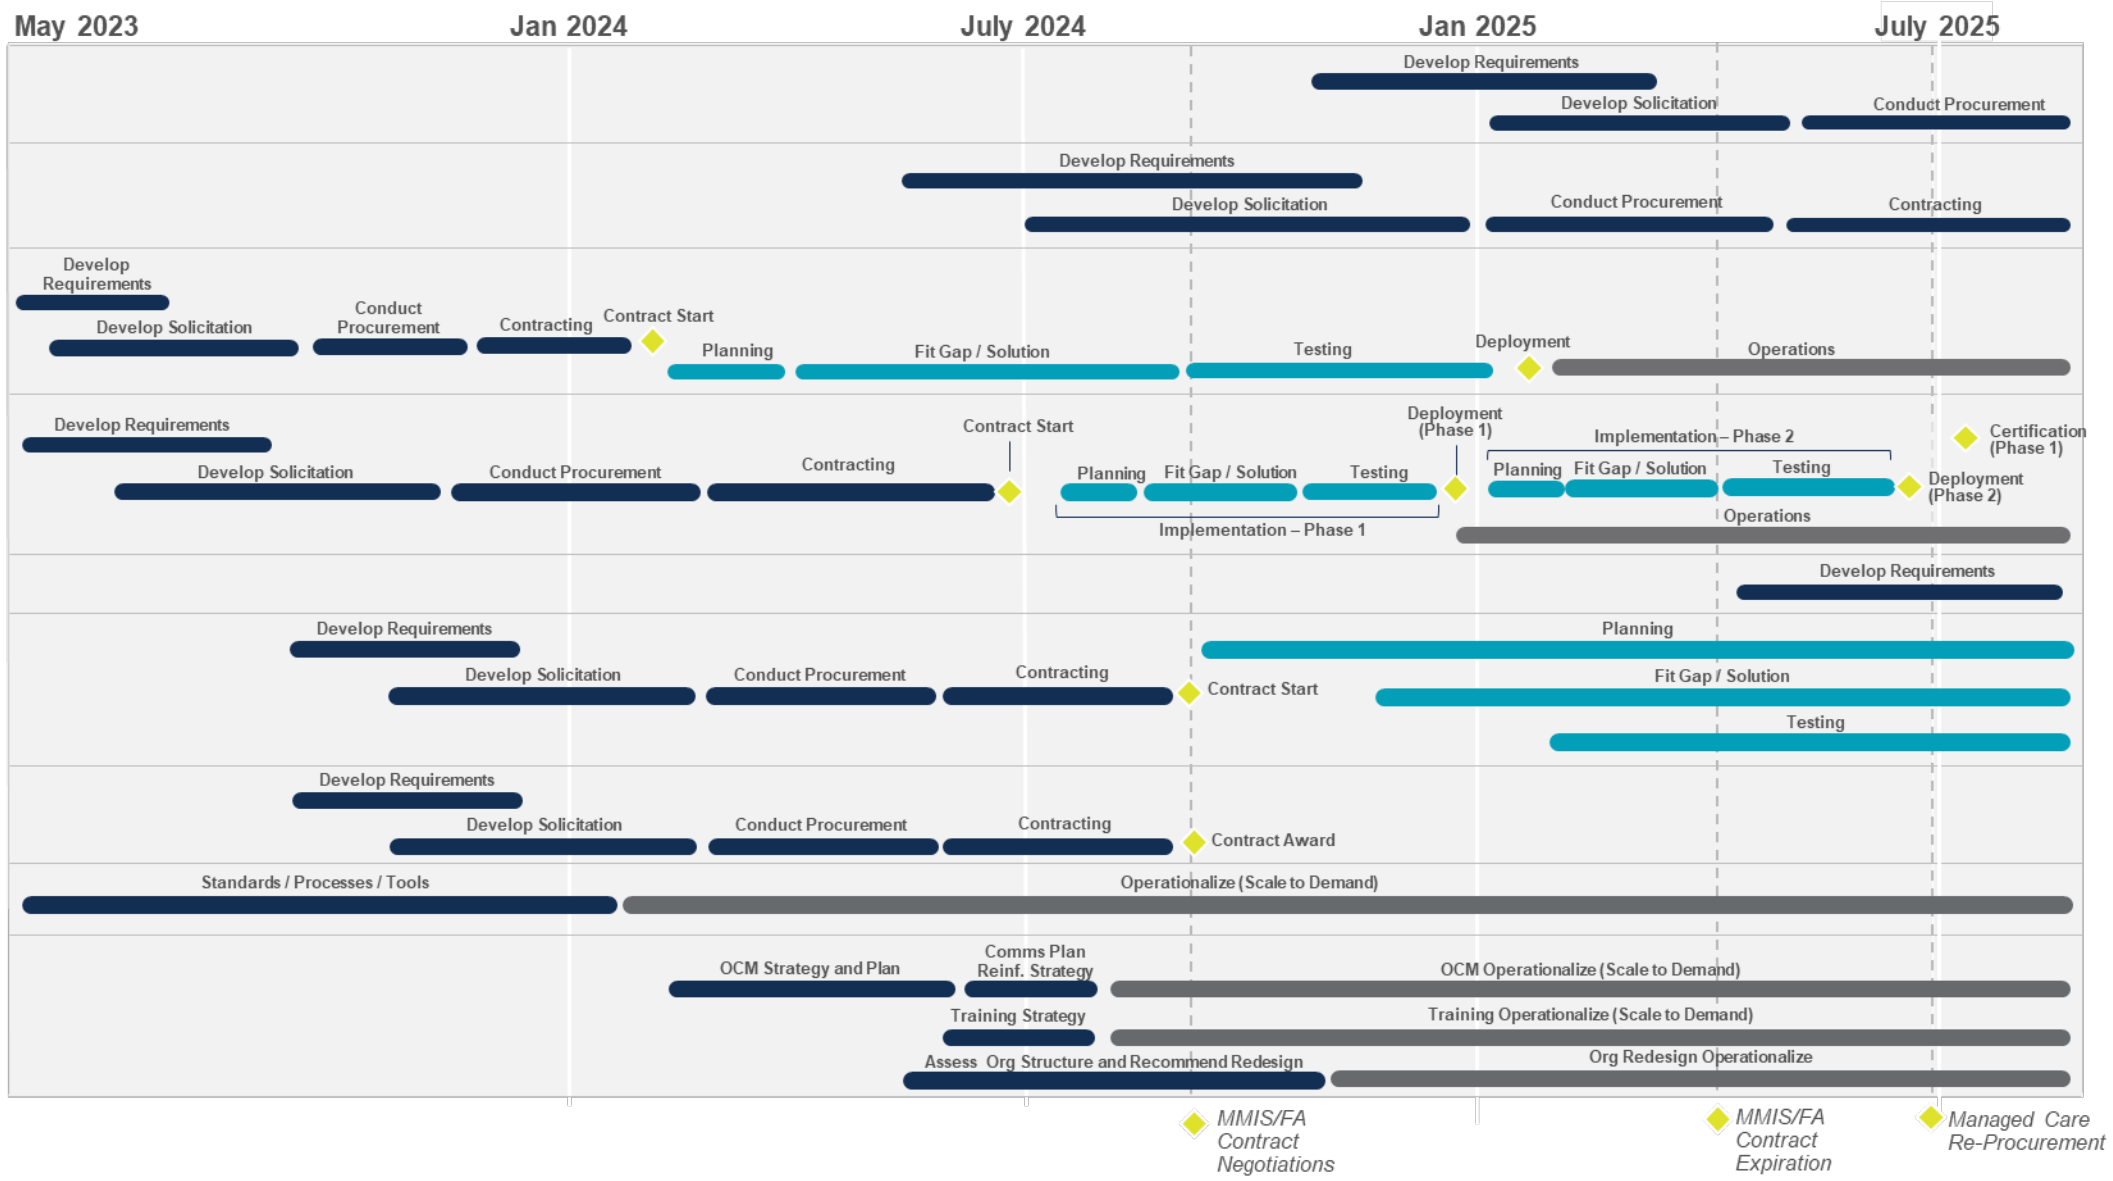 May 2023
Jan 2024
July 2024
Jan 2025
July 2025
Develop Requirements
Develop Solicitation
Conduct Procurement
Develop Requirements
Develop Solicitation
Conduct Procurement
Contracting
Develop
Requirements
Develop Solicitation
Conduct
Procurement
Contracting
Contract Start
Planning
Fit Gap / Solution
Testing
Deployment
Operations
Develop Requirements
Develop Solicitation
Conduct Procurement
Contracting
Contract Start
Planning
Fit Gap / Solution
Testing
Implementation – Phase 1
Deployment
(Phase 1)
Implementation – Phase 2
Planning
Fit Gap / Solution
Testing
Certification
(Phase 1)
Deployment
(Phase 2)
Operations
Develop Requirements
Develop Requirements
Planning
Develop Solicitation
Conduct Procurement
Contracting
Contract Start
Fit Gap / Solution
Testing
Develop Requirements
Develop Solicitation
Conduct Procurement
Contracting
Contract Award
Standards / Processes / Tools
Operationalize (Scale to Demand)
OCM Strategy and Plan
Comms Plan
Reinf. Strategy
OCM Operationalize (Scale to Demand)
Training Strategy
Training Operationalize (Scale to Demand)
Assess Org Structure and Recommend Redesign
Org Redesign Operationalize
MMIS/FA
Contract
Negotiations
MMIS/FA
Contract
Expiration
Managed Care
Re-Procurement